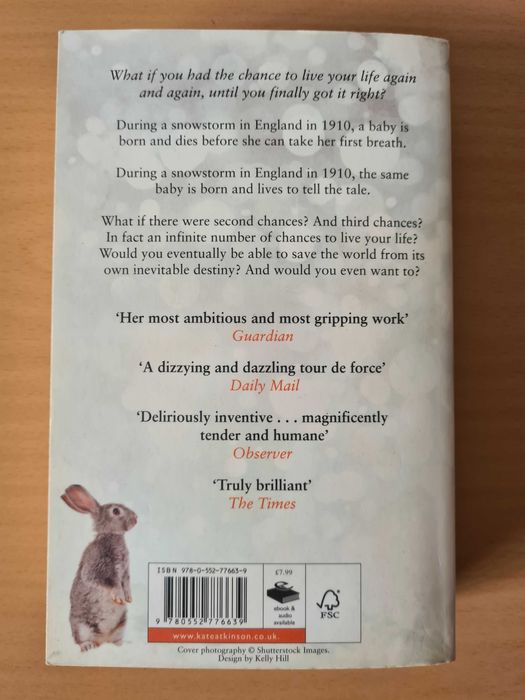 What if you had the chance to live your life again
and again, until you finally got it right?
During a snowstorm in England in 1910, a baby is
born and dies before she can take her first breath.
During a snowstorm in England in 1910, the same
baby is born and lives to tell the tale.
What if there were second chances? And third chances?
In fact an infinite number of chances to live your life?
Would you eventually be able to save the world from its
own inevitable destiny? And would you even want to?
‘Her most ambitious and most gripping work’
Guardian
‘A dizzying and dazzling tour de force’
Daily Mail
‘Deliriously inventive . . . magnificently
tender and humane’
Observer
‘Truly brilliant’
The Times
ISBN 978-0-552-77663-9
9 780552 776639
£7.99
ebook &
audio
available
FSC
www.kateatkinson.co.uk
Cover photography © Shutterstock Images.
Design by Kelly Hill